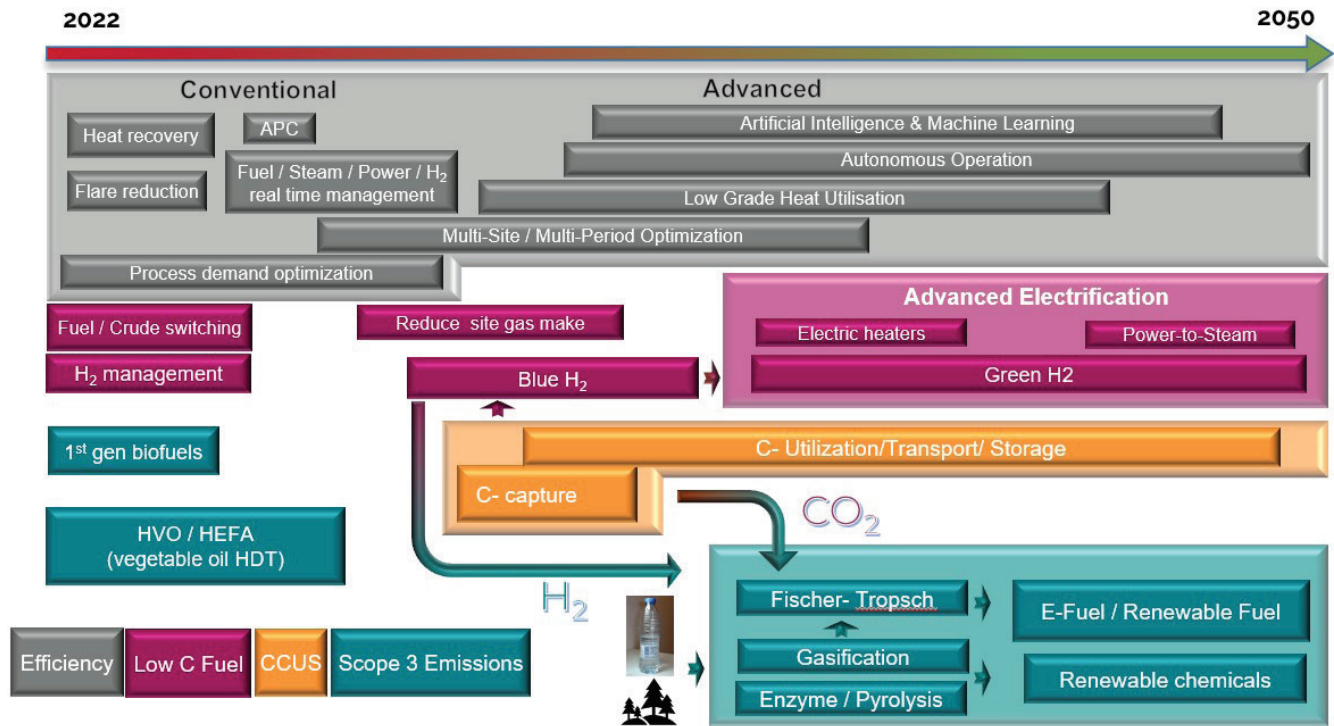 2022
2050
Conventional
Advanced
Heat recovery
APC
Artificial Intelligence & Machine Learning
Autonomous Operation
Fuel / Steam / Power / H₂
real time management
Flare reduction
Low Grade Heat Utilisation
Multi-Site / Multi-Period Optimization
Process demand optimization
Fuel / Crude switching
Reduce site gas make
Advanced Electrification
Electric heaters
Power-to-Steam
H₂ management
Blue H₂
Green H2
1st gen biofuels
C- Utilization/Transport/ Storage
C- capture
CO₂
HVO / HEFA
(vegetable oil HDT)
H₂
Fischer- Tropsch
E-Fuel / Renewable Fuel
Gasification
Enzyme / Pyrolysis
Renewable chemicals
Efficiency
Low C Fuel
CCUS
Scope 3 Emissions